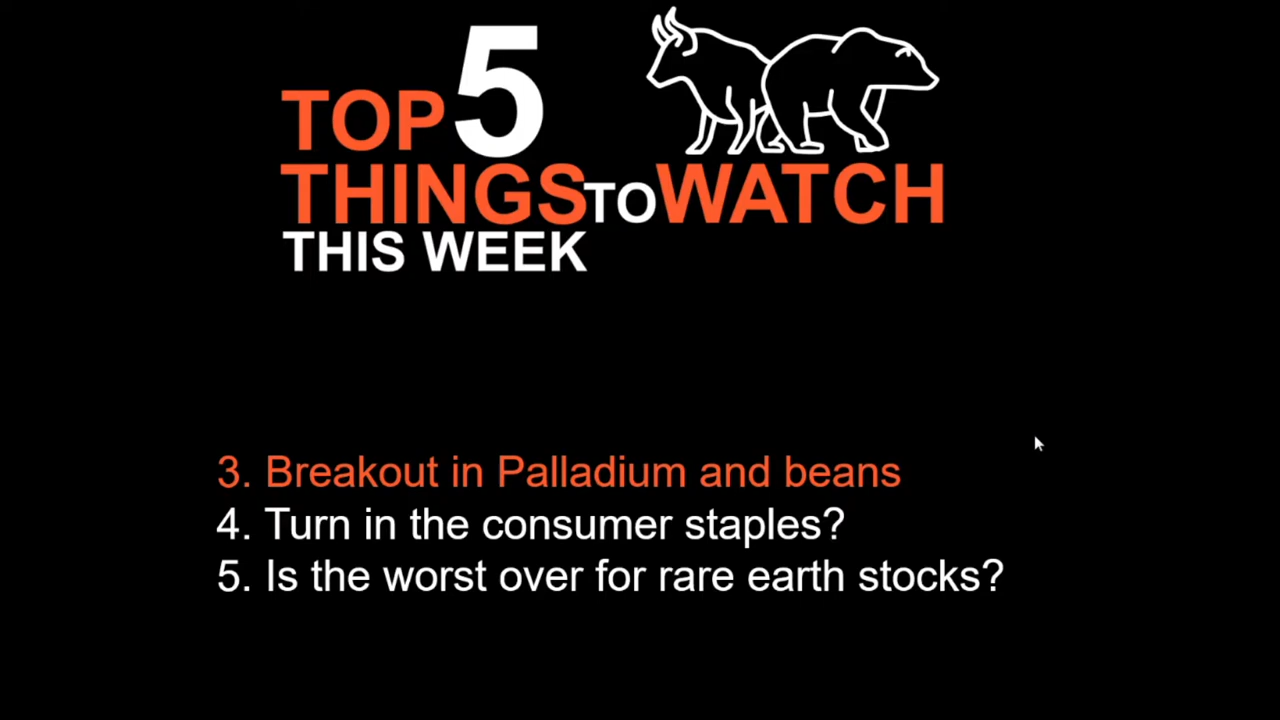 TOP 5
THINGS TO WATCH
THIS WEEK
3. Breakout in Palladium and beans
4. Turn in the consumer staples?
5. Is the worst over for rare earth stocks?